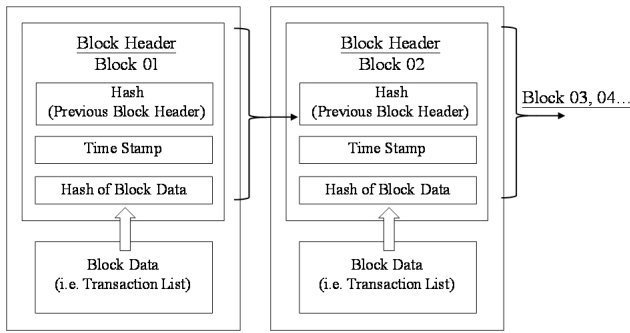 Block Header
Block 01
Hash
(Previous Block Header)
Time Stamp
Hash of Block Data
Block Data
(i.e. Transaction List)
Block Header
Block 02
Hash
(Previous Block Header)
Time Stamp
Hash of Block Data
Block Data
(i.e. Transaction List)
Block 03, 04...